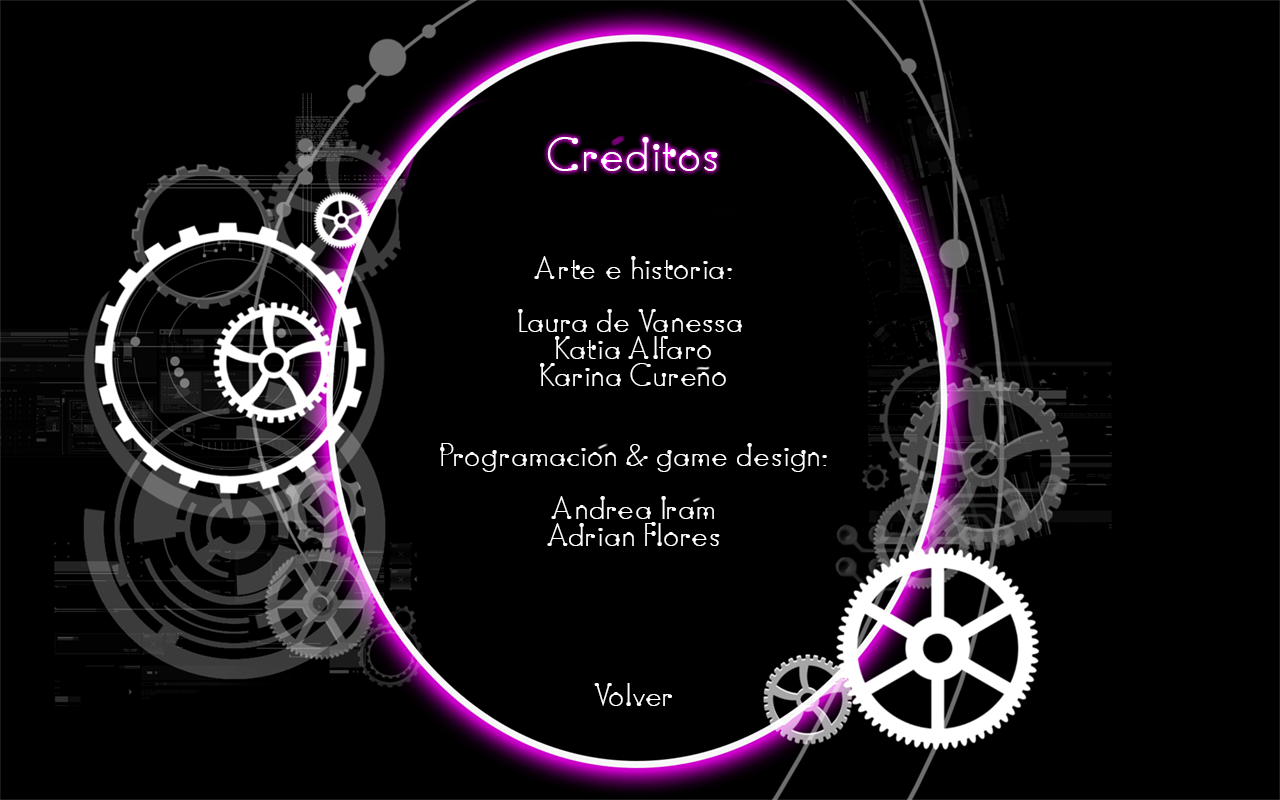 Créditos
Arte e historia:
Laura de Vanessa
Katia Alfaro
Karina Cureño
Programación & game design:
Andrea Irám
Adrian Flores
Volver